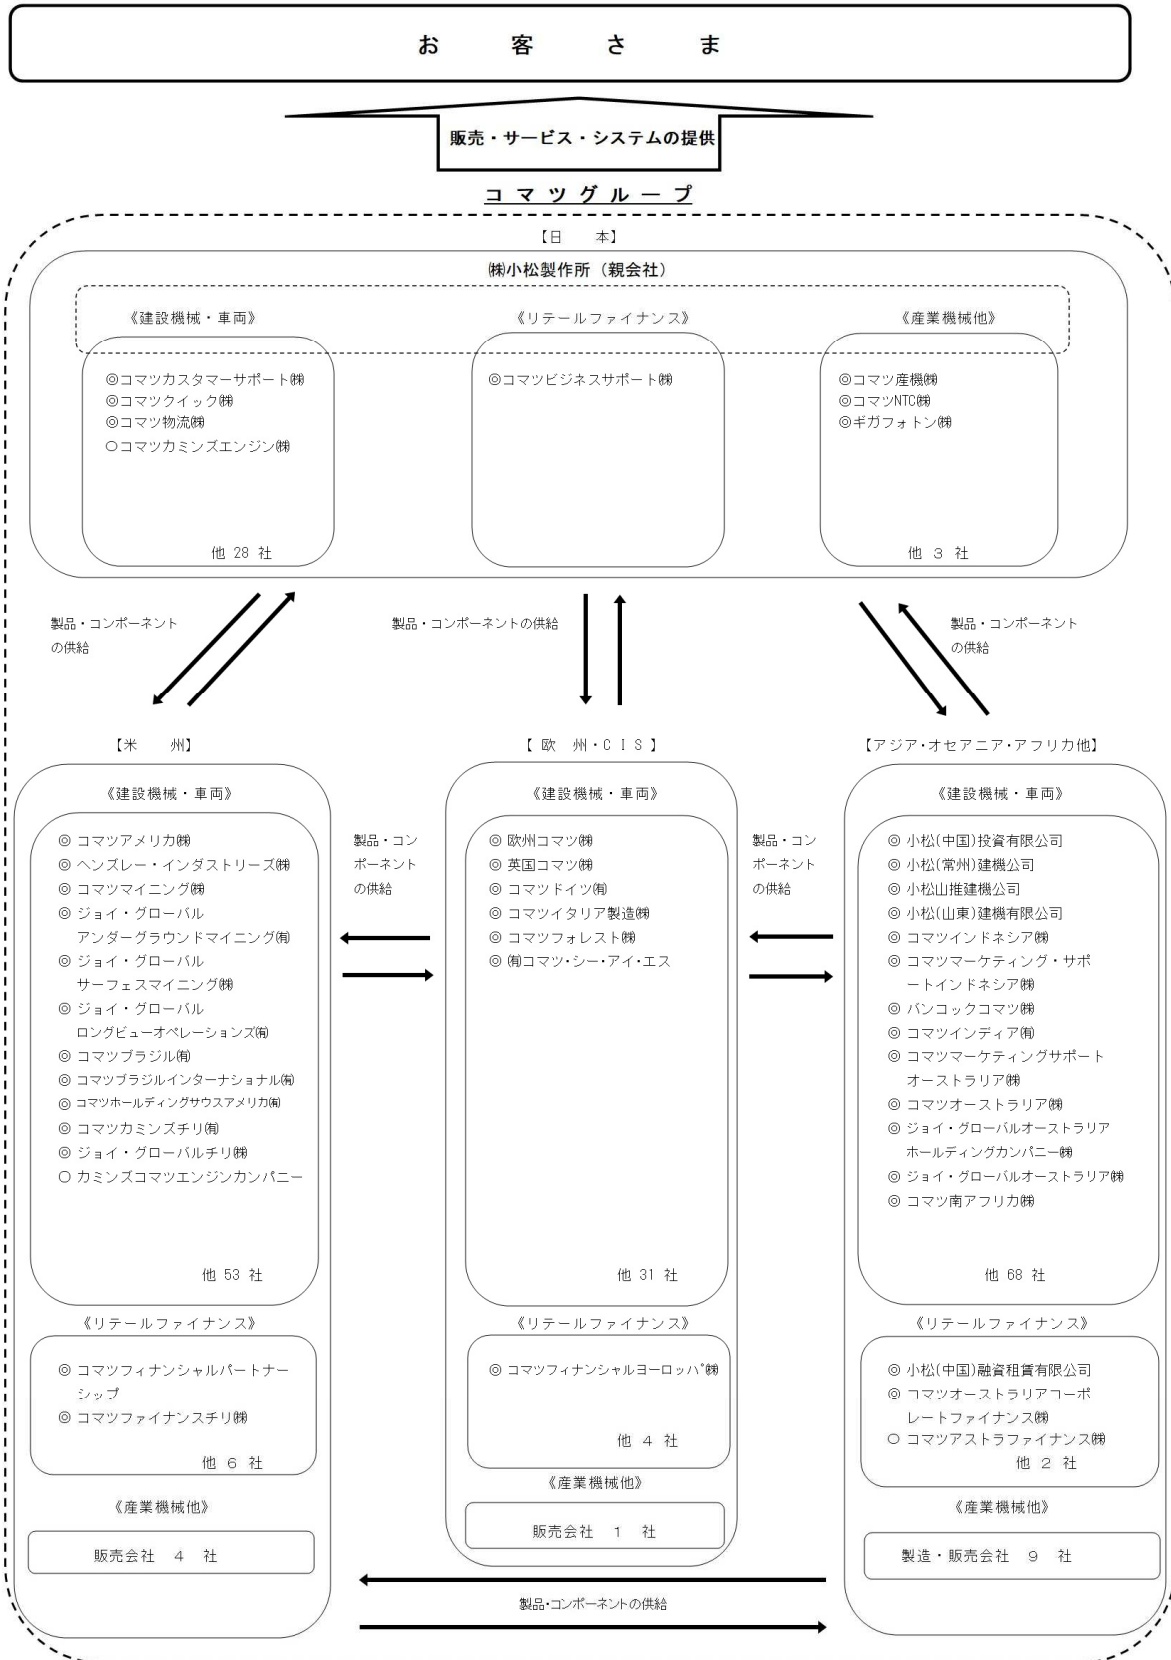 お客さま
販売・サービス・システムの提供
コマツグループ
【日　本】
㈱小松製作所（親会社）
《建設機械・車両》
◎コマツカスタマーサポート㈱
◎コマツクイック㈱
◎コマツ物流㈱
○コマツカミンズエンジン㈱
他 28 社
《リテールファイナンス》
◎コマツビジネスサポート㈱
《産業機械他》
◎コマツ産機㈱
◎コマツNTC㈱
◎ギガフォトン㈱
他 3 社
製品・コンポーネント
の供給
製品・コンポーネントの供給
製品・コンポーネント
の供給
【米　州】
《建設機械・車両》
◎ コマツアメリカ㈱
◎ ヘンズレー・インダストリーズ㈱
◎ コマツマイニング㈱
◎ ジョイ・グローバル
アンダーグラウンドマイニング㈲
◎ ジョイ・グローバル
サーフェスマイニング㈱
◎ ジョイ・グローバル
ロングビューオペレーションズ㈲
◎ コマツブラジル㈲
◎ コマツブラジルインターナショナル㈲
◎ コマツホールディングサウスアメリカ㈲
◎ コマツカミンズチリ㈲
◎ ジョイ・グローバルチリ㈱
○ カミンズコマツエンジンカンパニー
他 53 社
《リテールファイナンス》
◎ コマツフィナンシャルパートナー
シップ
◎ コマツファイナンスチリ㈱
他 6 社
《産業機械他》
販売会社　4　社
製品・コン
ポーネント
の供給
【 欧　州・ＣＩＳ 】
《建設機械・車両》
◎ 欧州コマツ㈱
◎ 英国コマツ㈱
◎ コマツドイツ㈲
◎ コマツイタリア製造㈱
◎ コマツフォレスト㈱
◎ ㈲コマツ・シー・アイ・エス
他 31 社
《リテールファイナンス》
◎ コマツフィナンシャルヨーロッパ㈱
他 4 社
《産業機械他》
販売会社　1　社
製品・コン
ポーネント
の供給
【アジア・オセアニア・アフリカ他】
《建設機械・車両》
◎ 小松(中国)投資有限公司
◎ 小松(常州)建機公司
◎ 小松山推建機公司
◎ 小松(山東)建機有限公司
◎ コマツインドネシア㈱
◎ コマツマーケティング・サポ
ートインドネシア㈱
◎ バンコックコマツ㈱
◎ コマツインディア㈲
◎ コマツマーケティングサポート
オーストラリア㈱
◎ コマツオーストラリア㈱
◎ ジョイ・グローバルオーストラリア
ホールディングカンパニー㈱
◎ ジョイ・グローバルオーストラリア㈱
◎ コマツ南アフリカ㈱
他 68 社
《リテールファイナンス》
◎ 小松(中国)融資租賃有限公司
◎ コマツオーストラリアコーポ
レートファイナンス㈱
○ コマツアストラファイナンス㈱
他 2 社
《産業機械他》
製造・販売会社　9　社
製品・コンポーネントの供給